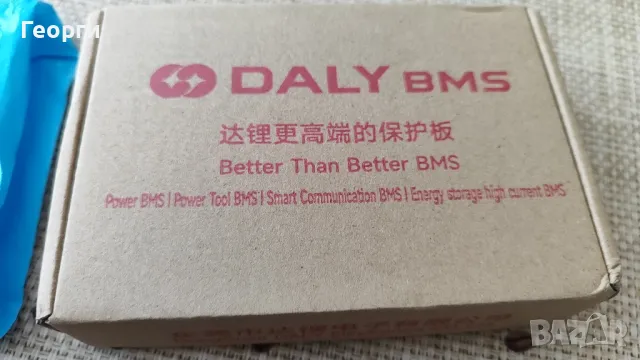 Георги
DALY BMS
达锂更高端的保护板
Better Than Better BMS
Power BMS | Power Tool BMS | Smart Communication BMS | Energy storage high current BMS
BAZAR